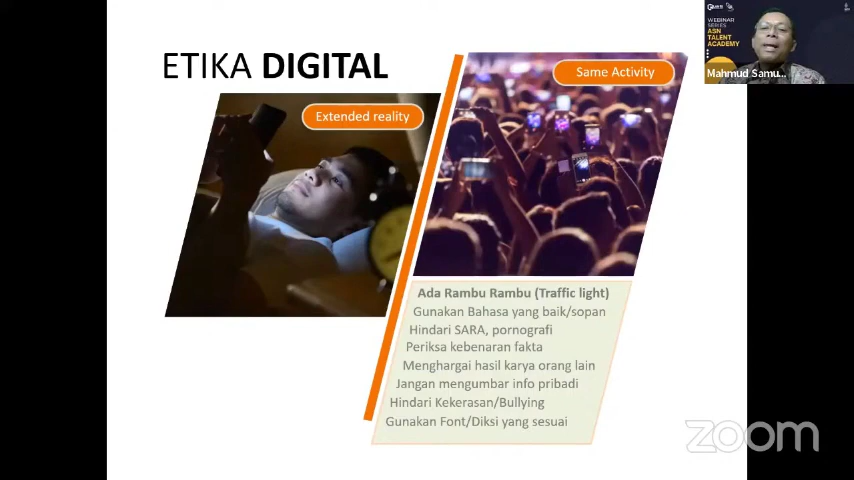 ETIKA DIGITAL
Extended reality
Same Activity
Ada Rambu Rambu (Traffic light)
Gunakan Bahasa yang baik/sopan
Hindari SARA, pornografi
Periksa kebenaran fakta
Menghargai hasil karya orang lain
Jangan mengumbar info pribadi
Hindari Kekerasan/Bullying
Gunakan Font/Diksi yang sesuai
WEBINAR
SERIES
ASN
TALENT
ACADEMY
Mahmud Samu...
zoom